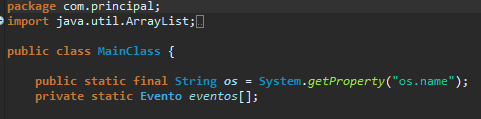 package com.principal;
import java.util.ArrayList;
public class MainClass {
public static final String os = System.getProperty("os.name");
private static Evento eventos[];